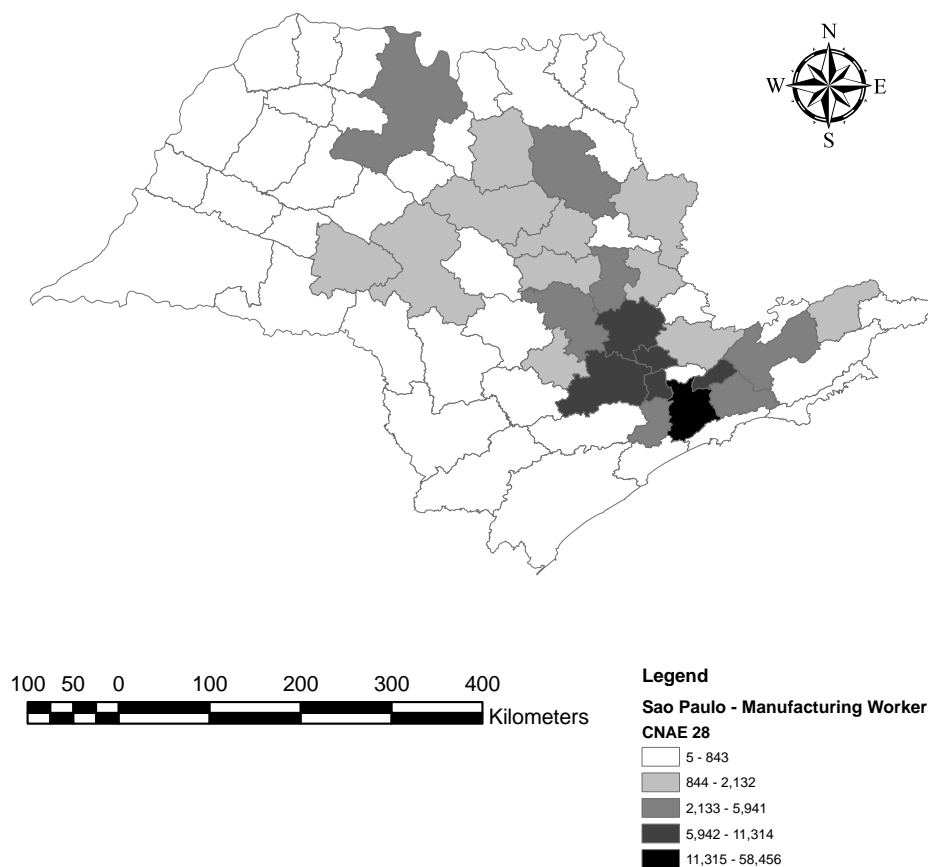 N
W E
S
100 50 0 100 200 300 400
Kilometers
Legend
Sao Paulo - Manufacturing Worker
CNAE 28
5 - 843
844 - 2,132
2,133 - 5,941
5,942 - 11,314
11,315 - 58,456